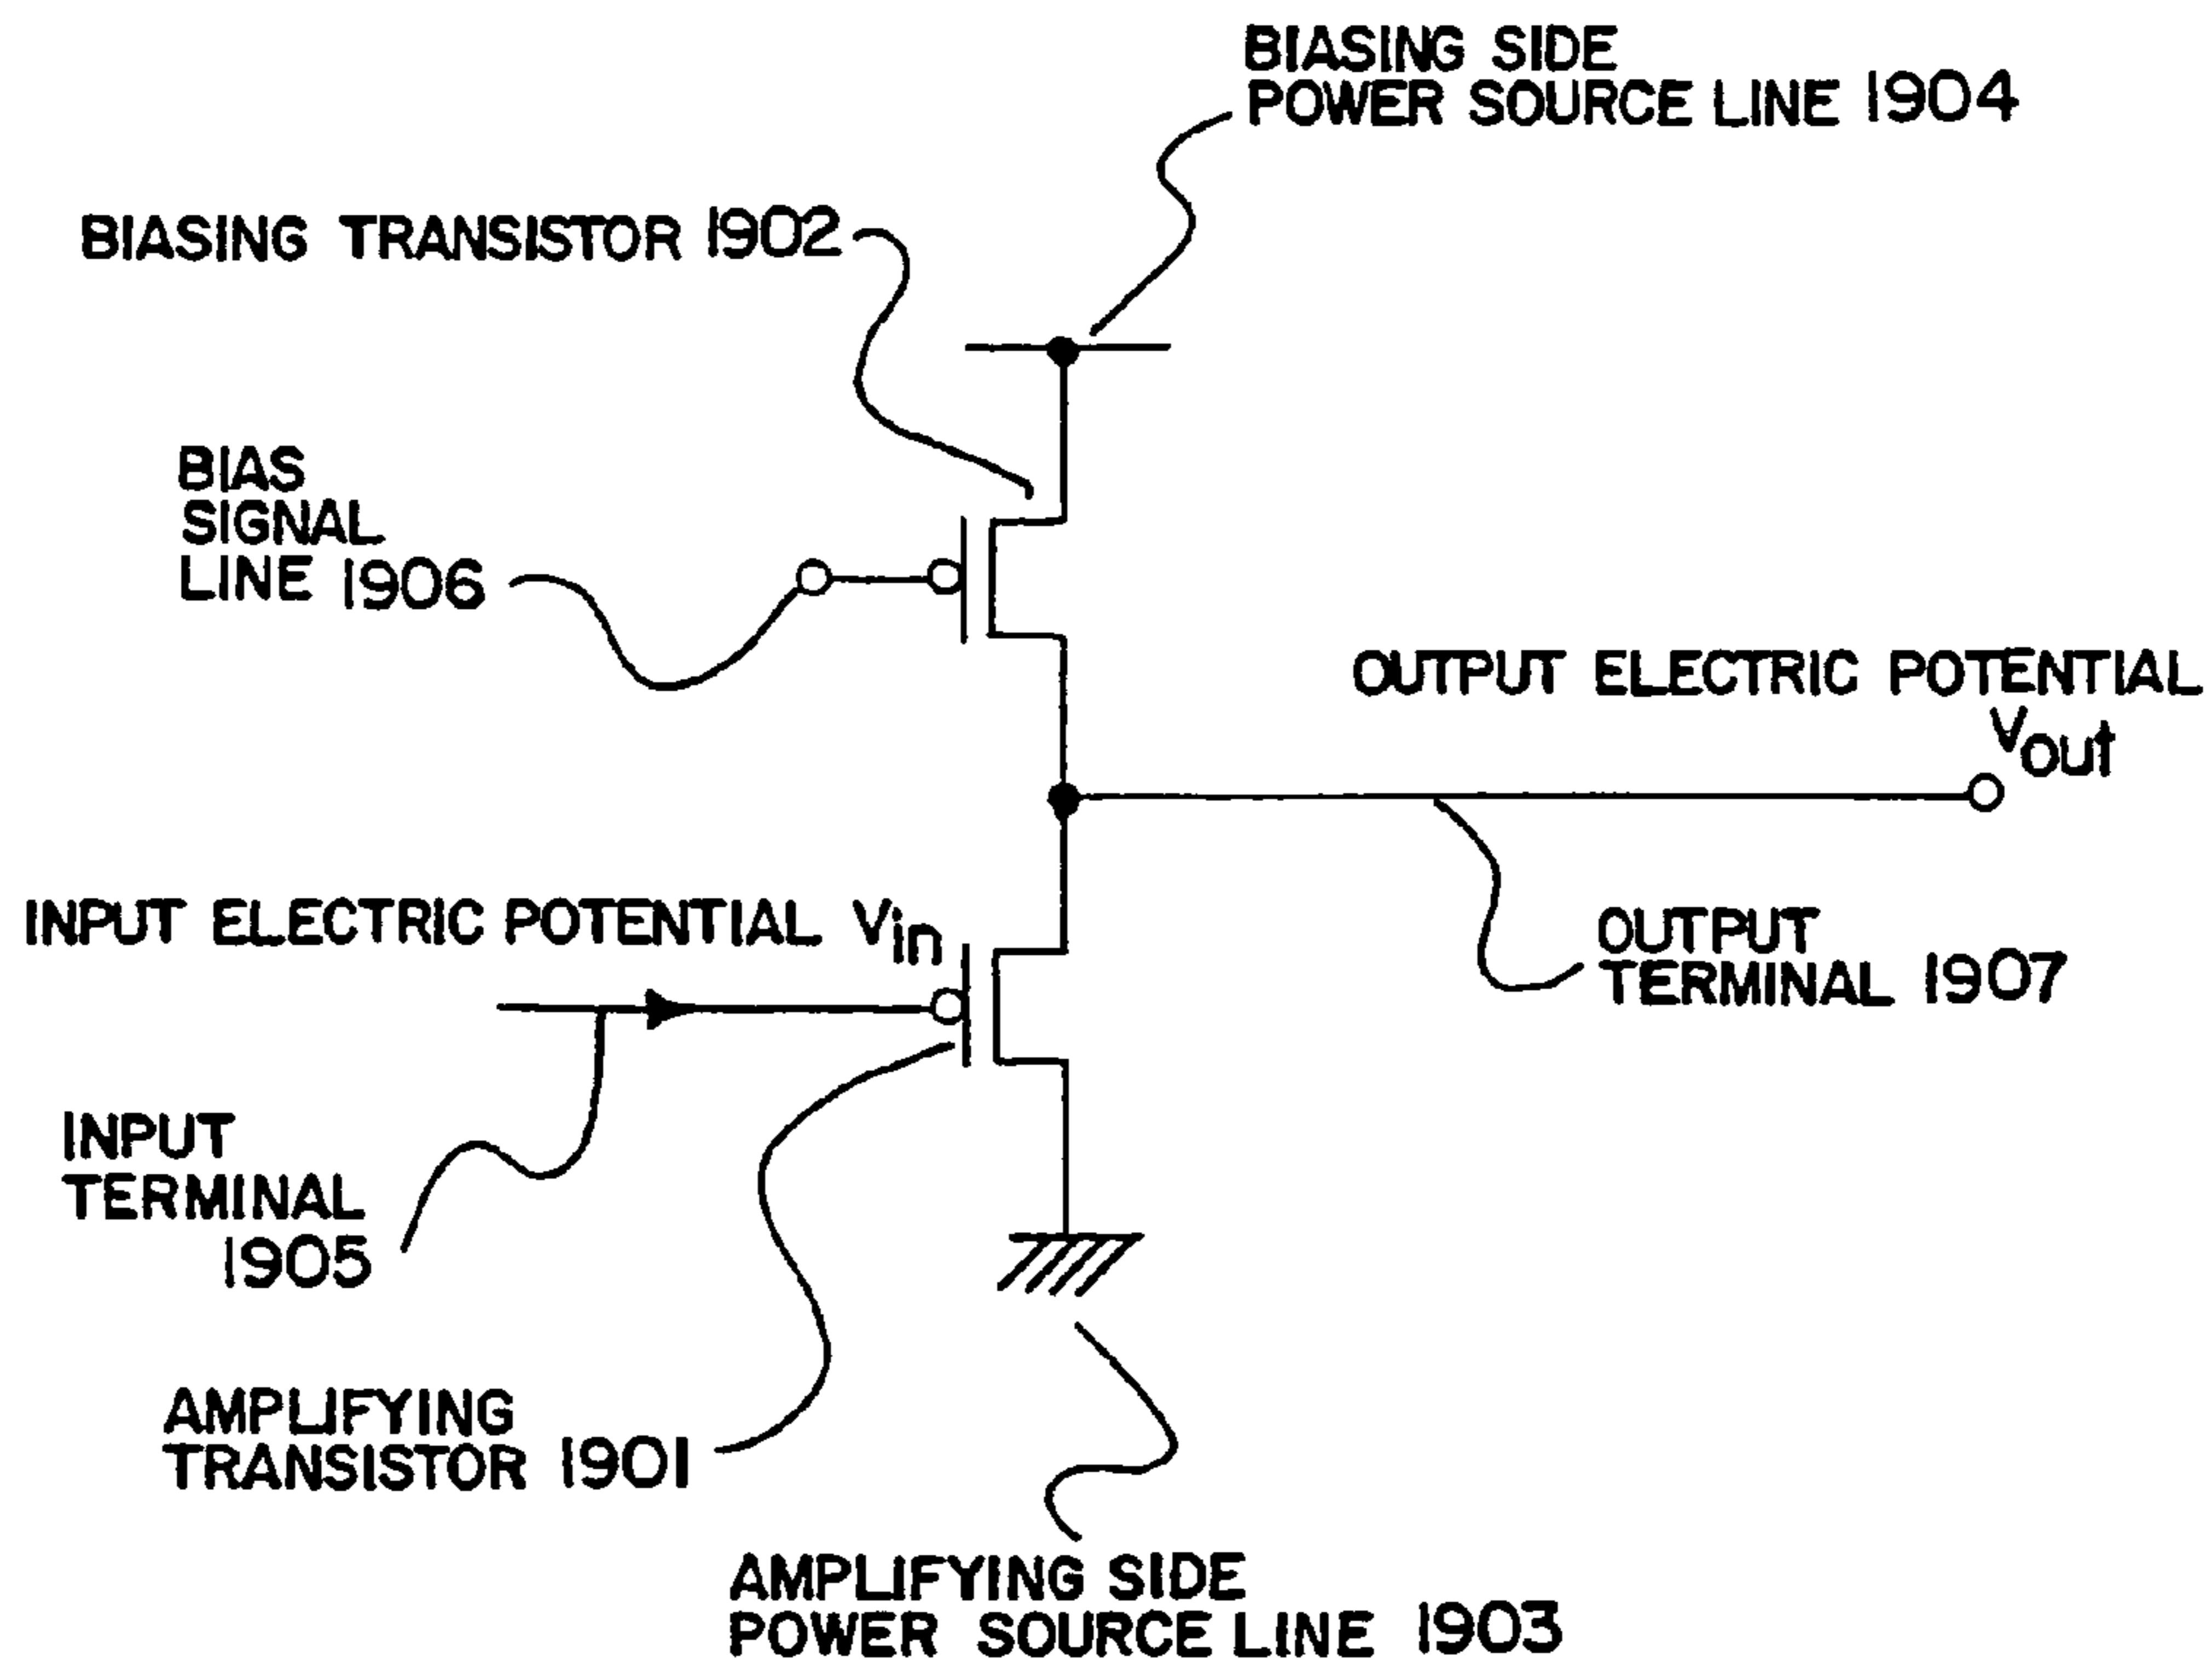 BIASING SIDE
POWER SOURCE LINE 1904
BIASING TRANSISTOR 1902
BIAS
SIGNAL
LINE 1906
OUTPUT ELECTRIC POTENTIAL
Vout
INPUT ELECTRIC POTENTIAL Vin
OUTPUT
TERMINAL 1907
INPUT
TERMINAL
1905
AMPLIFYING
TRANSISTOR 1901
AMPLIFYING SIDE
POWER SOURCE LINE 1903